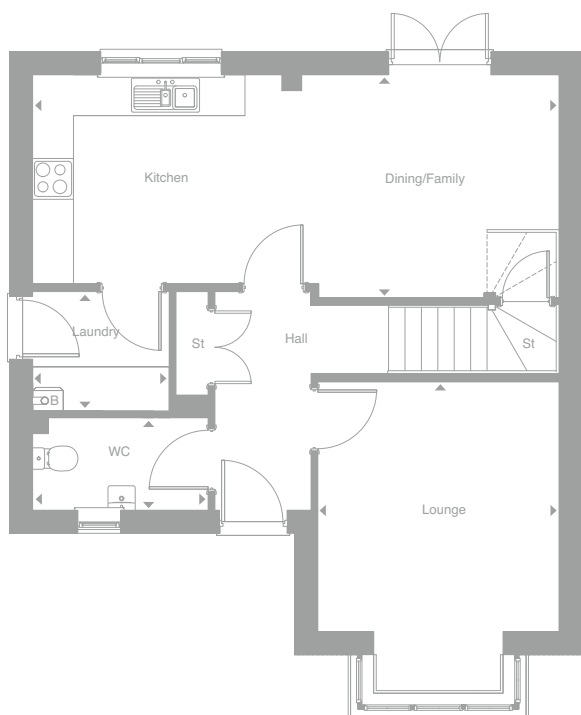 Kitchen
Dining/Family
Laundry
St
Hall
St
B
WC
Lounge